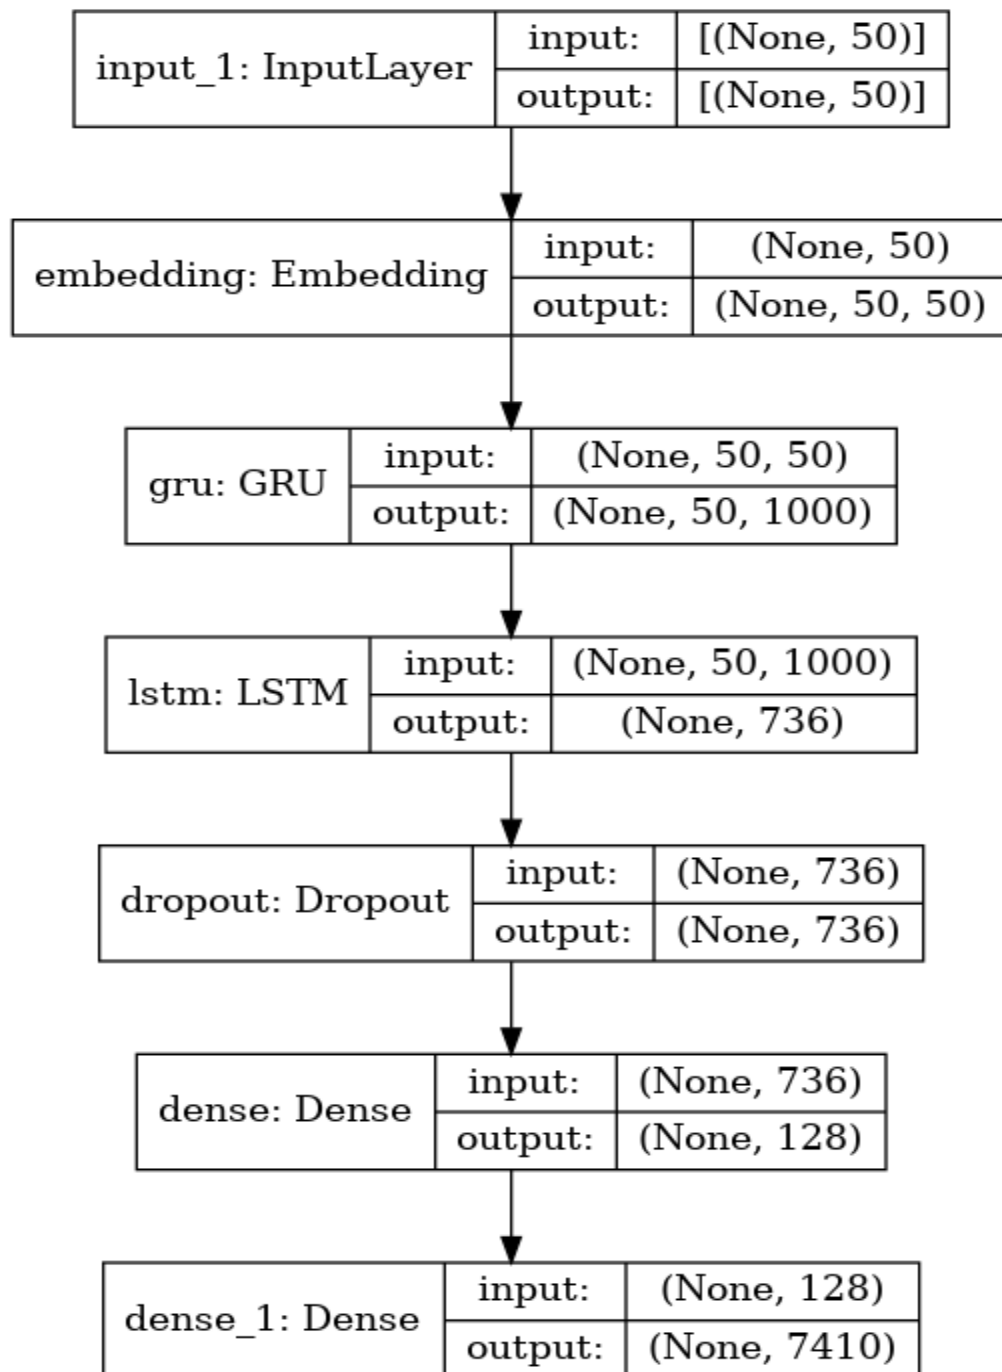 input_1: InputLayer
input: [(None, 50)]
output: [(None, 50)]
embedding: Embedding
input: (None, 50)
output: (None, 50, 50)
gru: GRU
input: (None, 50, 50)
output: (None, 50, 1000)
lstm: LSTM
input: (None, 50, 1000)
output: (None, 736)
dropout: Dropout
input: (None, 736)
output: (None, 736)
dense: Dense
input: (None, 736)
output: (None, 128)
dense_1: Dense
input: (None, 128)
output: (None, 7410)